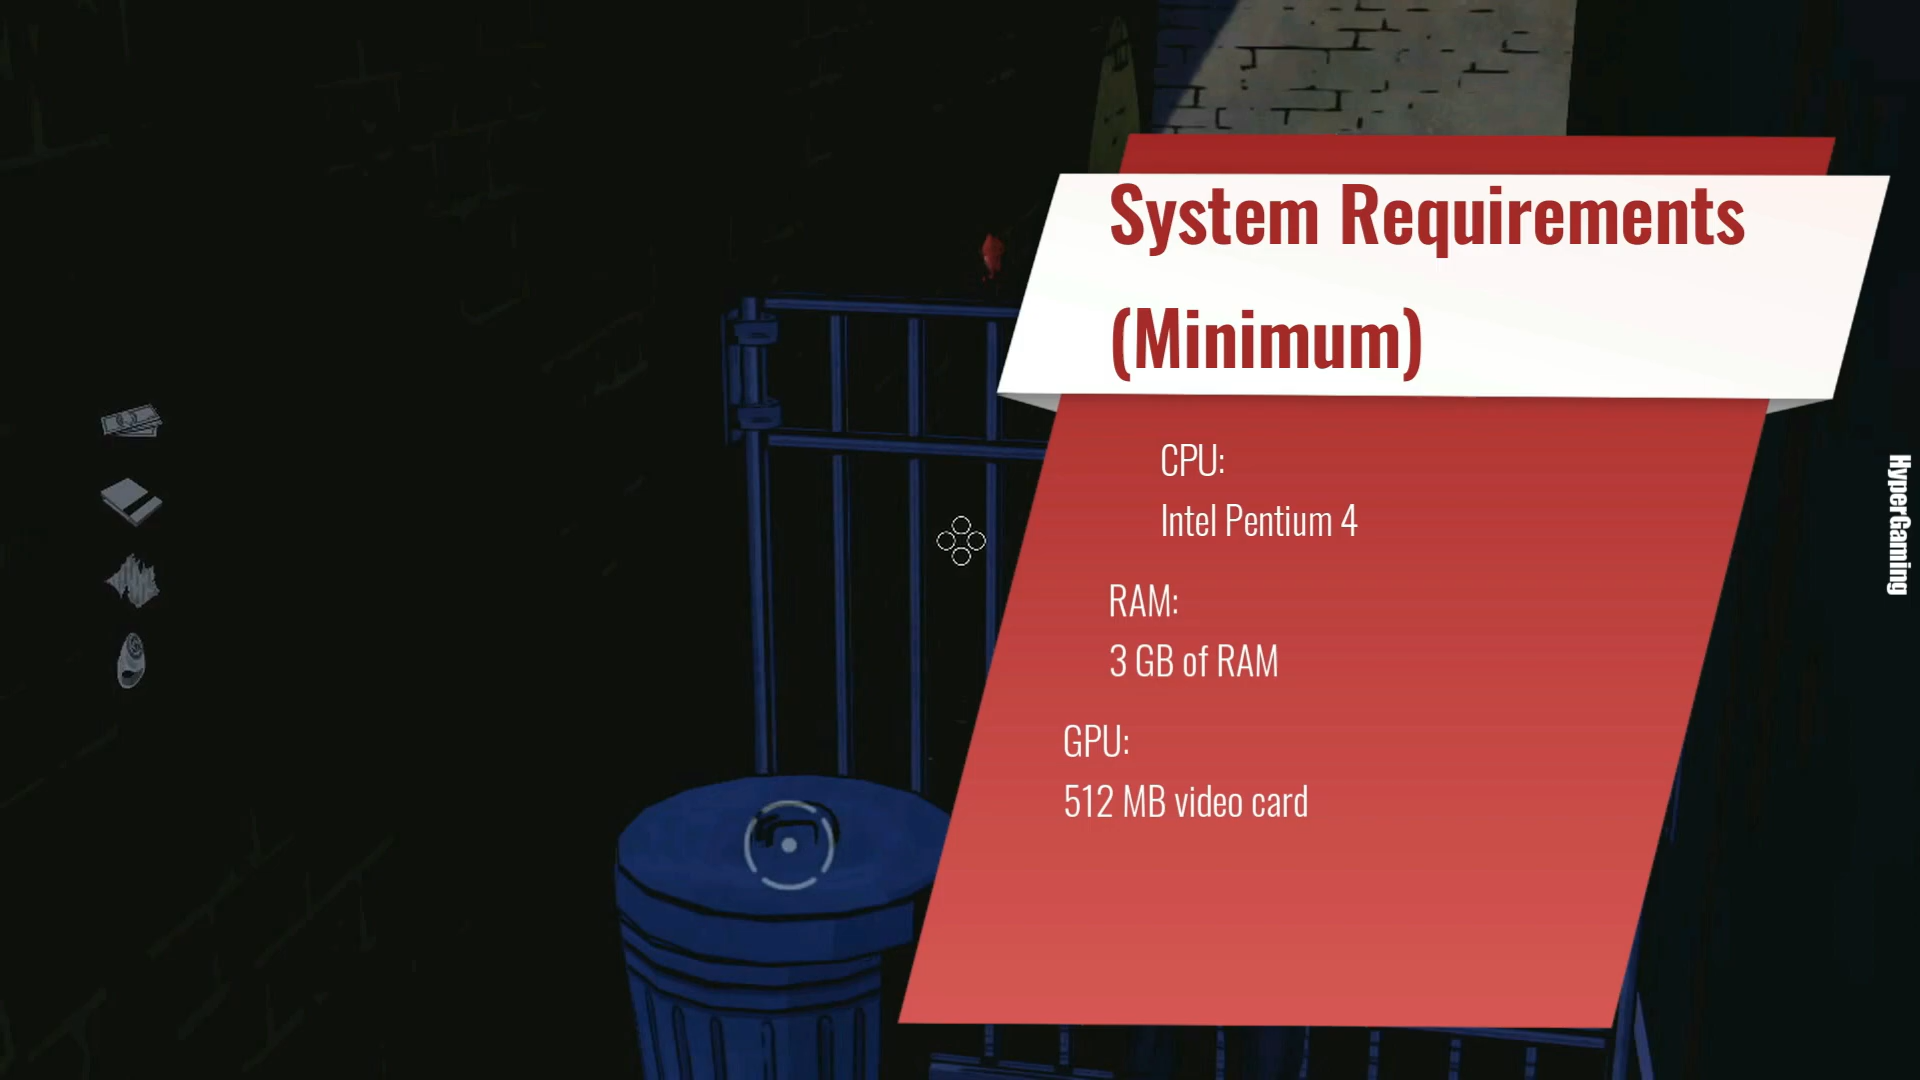 System Requirements
(Minimum)
CPU:
Intel Pentium 4
RAM:
3 GB of RAM
GPU:
512 MB video card
HyperGaming